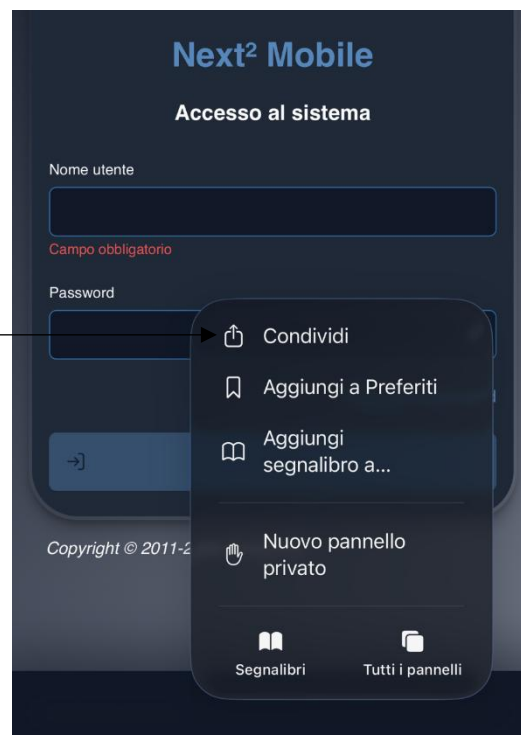 Next² Mobile
Accesso al sistema
Nome utente
Campo obbligatorio
Password
Condividi
Aggiungi a Preferiti
Aggiungi
segnalibro a...
Copyright © 2011-2
Nuovo pannello
privato
Segnalibri
Tutti i pannelli